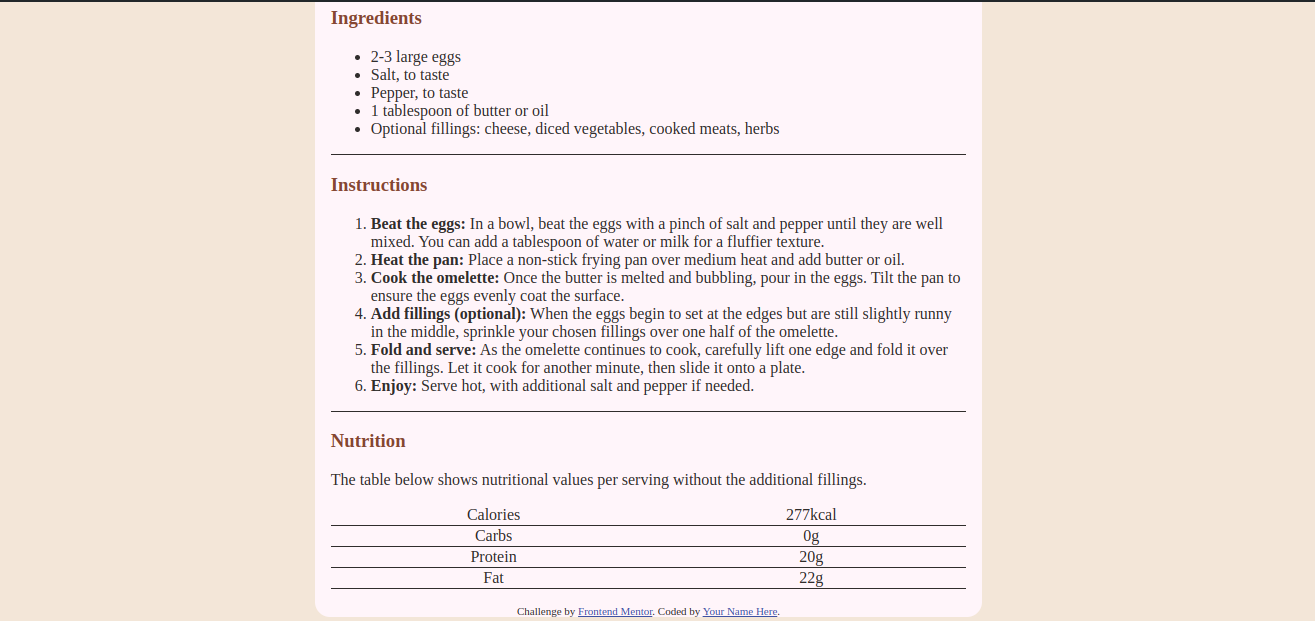 Ingredients
2-3 large eggs
Salt, to taste
Pepper, to taste
1 tablespoon of butter or oil
Optional fillings: cheese, diced vegetables, cooked meats, herbs
Instructions
1. Beat the eggs: In a bowl, beat the eggs with a pinch of salt and pepper until they are well
mixed. You can add a tablespoon of water or milk for a fluffier texture.
2. Heat the pan: Place a non-stick frying pan over medium heat and add butter or oil.
3. Cook the omelette: Once the butter is melted and bubbling, pour in the eggs. Tilt the pan to
ensure the eggs evenly coat the surface.
4. Add fillings (optional): When the eggs begin to set at the edges but are still slightly runny
in the middle, sprinkle your chosen fillings over one half of the omelette.
5. Fold and serve: As the omelette continues to cook, carefully lift one edge and fold it over
the fillings. Let it cook for another minute, then slide it onto a plate.
6. Enjoy: Serve hot, with additional salt and pepper if needed.
Nutrition
The table below shows nutritional values per serving without the additional fillings.
Calories 277kcal
Carbs 0g
Protein 20g
Fat 22g
Challenge by Frontend Mentor. Coded by Your Name Here.